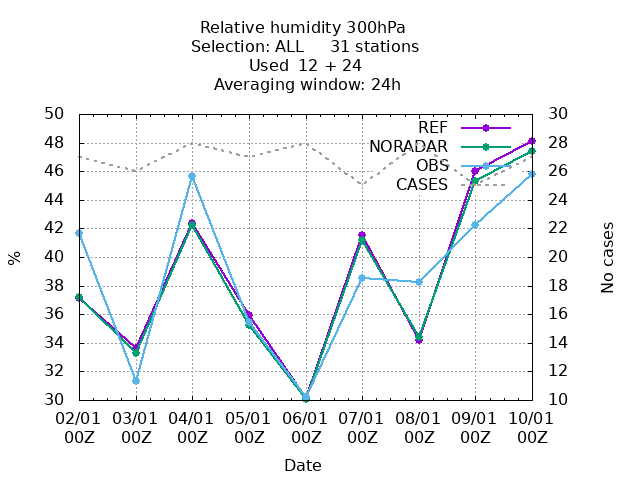 Relative humidity 300hPa
Selection: ALL 31 stations
Used 12 + 24
Averaging window: 24h
50 30
REF
48 28
NORADAR
OBS
46 26
CASES
44 24
42 22
40 20
%
No cases
38 18
36 16
34 14
32 12
30 10
02/01 03/01 04/01 05/01 06/01 07/01 08/01 09/01 10/01
00Z 00Z 00Z 00Z 00Z 00Z 00Z 00Z 00Z
Date